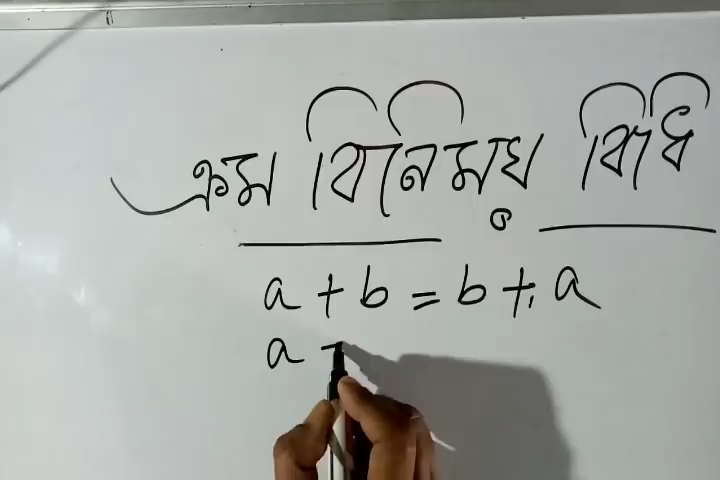 ক্রম বিনিময় বিধি
a + b = b + a
a -